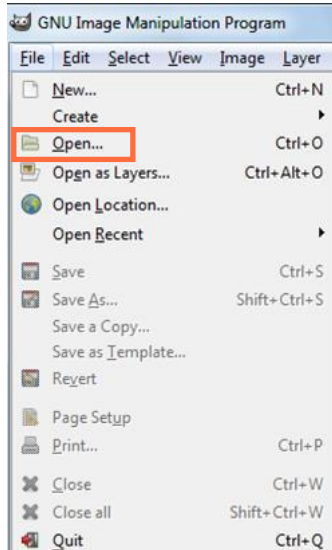 GNU Image Manipulation Program
File Edit Select View Image Layer
New... Ctrl+N
Create
Open... Ctrl+O
Open as Layers... Ctrl+Alt+O
Open Location...
Open Recent
Save Ctrl+S
Save As... Shift+Ctrl+S
Save a Copy...
Save as Template...
Revert
Page Setup
Print... Ctrl+P
Close Ctrl+W
Close all Shift+Ctrl+W
Quit Ctrl+Q